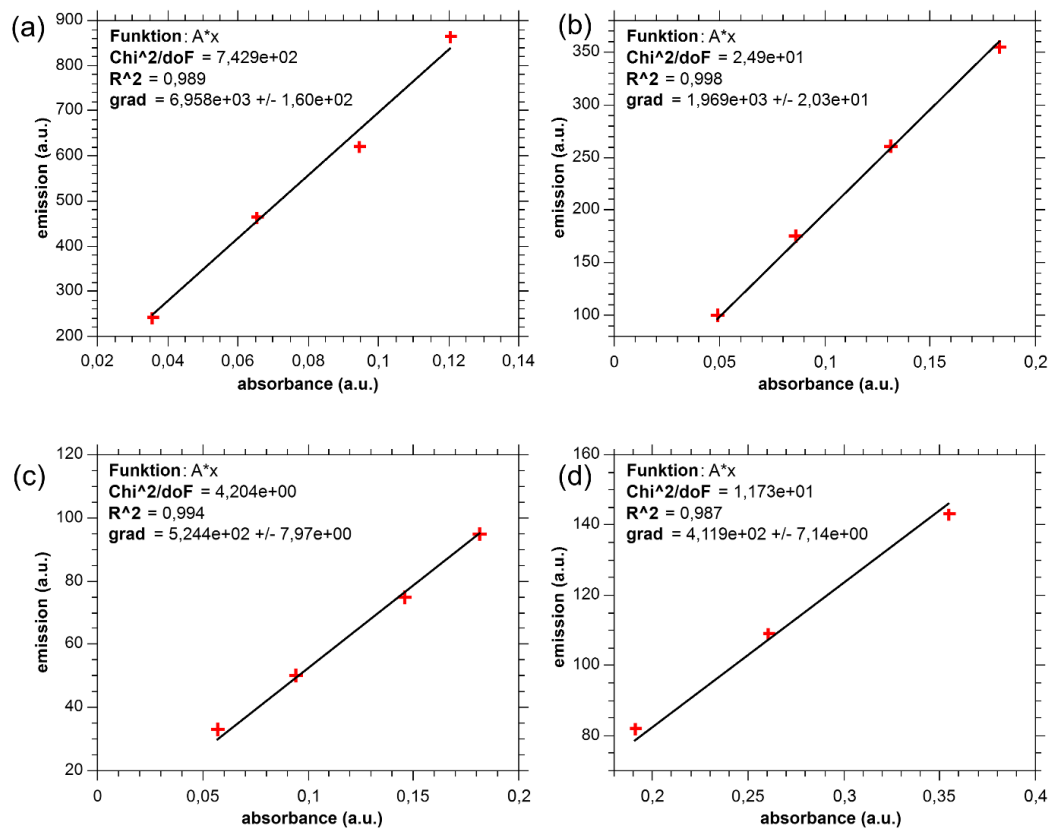 (a)
Funktion: A*x
Chi^2/doF = 7,429e+02
R^2 = 0,989
grad = 6,958e+03 +/- 1,60e+02
900
800
700
600
500
400
300
200
emission (a.u.)
0,02 0,04 0,06 0,08 0,1 0,12 0,14
absorbance (a.u.)
(b)
Funktion: A*x
Chi^2/doF = 2,49e+01
R^2 = 0,998
grad = 1,969e+03 +/- 2,03e+01
350
300
250
200
150
100
emission (a.u.)
0 0,05 0,1 0,15 0,2
absorbance (a.u.)
(c)
Funktion: A*x
Chi^2/doF = 4,204e+00
R^2 = 0,994
grad = 5,244e+02 +/- 7,97e+00
120
100
80
60
40
20
emission (a.u.)
0 0,05 0,1 0,15 0,2
absorbance (a.u.)
(d)
Funktion: A*x
Chi^2/doF = 1,173e+01
R^2 = 0,987
grad = 4,119e+02 +/- 7,14e+00
160
140
120
100
80
emission (a.u.)
0,2 0,25 0,3 0,35 0,4
absorbance (a.u.)